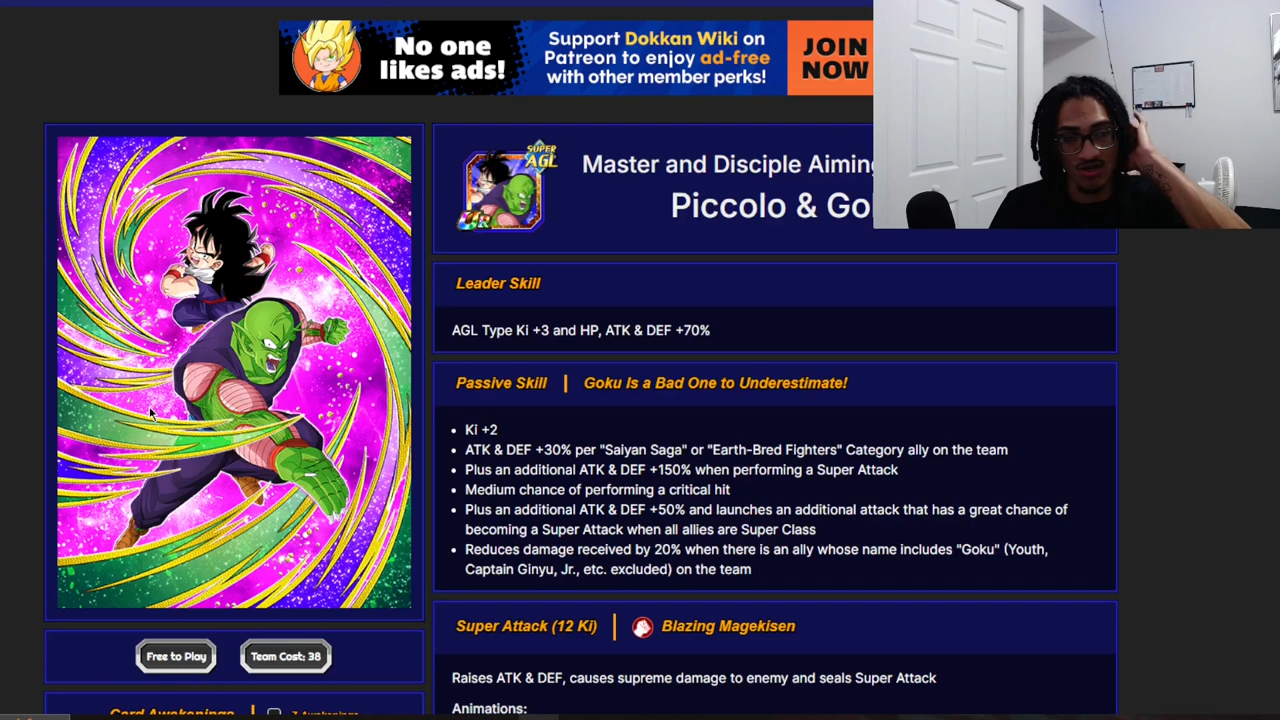 No one
likes ads!
Support Dokkan Wiki on
Patreon to enjoy ad-free
with other member perks!
JOIN
NOW
SUPER
AGL
UR
Master and Disciple Aiming
Piccolo & Go
Leader Skill
AGL Type Ki +3 and HP, ATK & DEF +70%
Passive Skill | Goku Is a Bad One to Underestimate!
• Ki +2
• ATK & DEF +30% per "Saiyan Saga" or "Earth-Bred Fighters" Category ally on the team
• Plus an additional ATK & DEF +150% when performing a Super Attack
• Medium chance of performing a critical hit
• Plus an additional ATK & DEF +50% and launches an additional attack that has a great chance of
becoming a Super Attack when all allies are Super Class
• Reduces damage received by 20% when there is an ally whose name includes "Goku" (Youth,
Captain Ginyu, Jr., etc. excluded) on the team
Super Attack (12 Ki) | Blazing Magekisen
Raises ATK & DEF, causes supreme damage to enemy and seals Super Attack
Animations:
Free to Play
Team Cost: 38
Card Awakenings | Z Awakenings